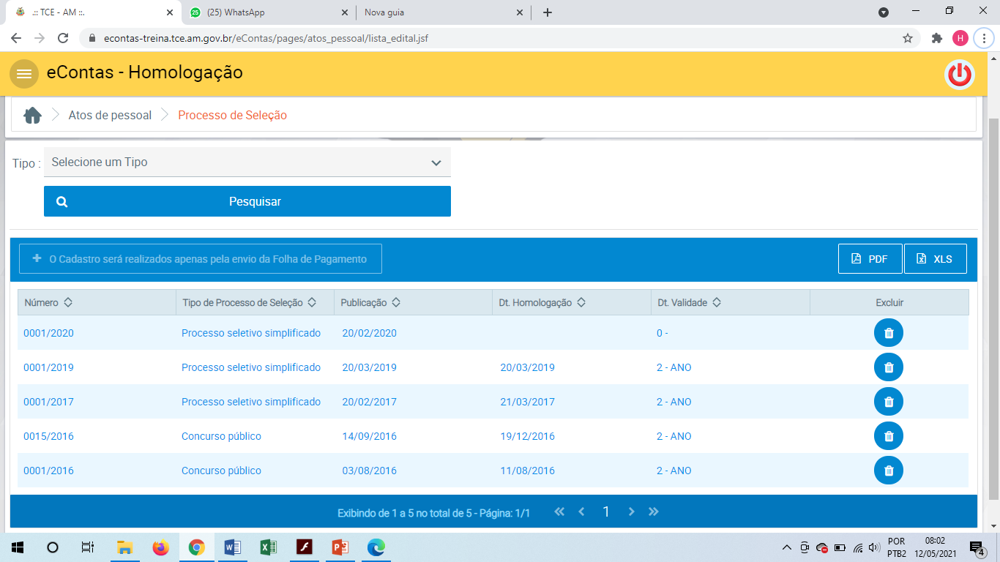 .:: TCE - AM ::.
25 (25) WhatsApp
Nova guia
econtas-treina.tce.am.gov.br/eContas/pages/atos_pessoal/lista_edital.jsf
H
eContas - Homologação
Atos de pessoal
Processo de Seleção
Tipo : Selecione um Tipo
Pesquisar
O Cadastro será realizados apenas pela envio da Folha de Pagamento
PDF XLS
Número Tipo de Processo de Seleção Publicação Dt. Homologação Dt. Validade Excluir
0001/2020 Processo seletivo simplificado 20/02/2020 0 -
0001/2019 Processo seletivo simplificado 20/03/2019 20/03/2019 2 - ANO
0001/2017 Processo seletivo simplificado 20/02/2017 21/03/2017 2 - ANO
0015/2016 Concurso público 14/09/2016 19/12/2016 2 - ANO
0001/2016 Concurso público 03/08/2016 11/08/2016 2 - ANO
Exibindo de 1 a 5 no total de 5 - Página: 1/1 1
POR 08:02
PTB2 12/05/2021 4